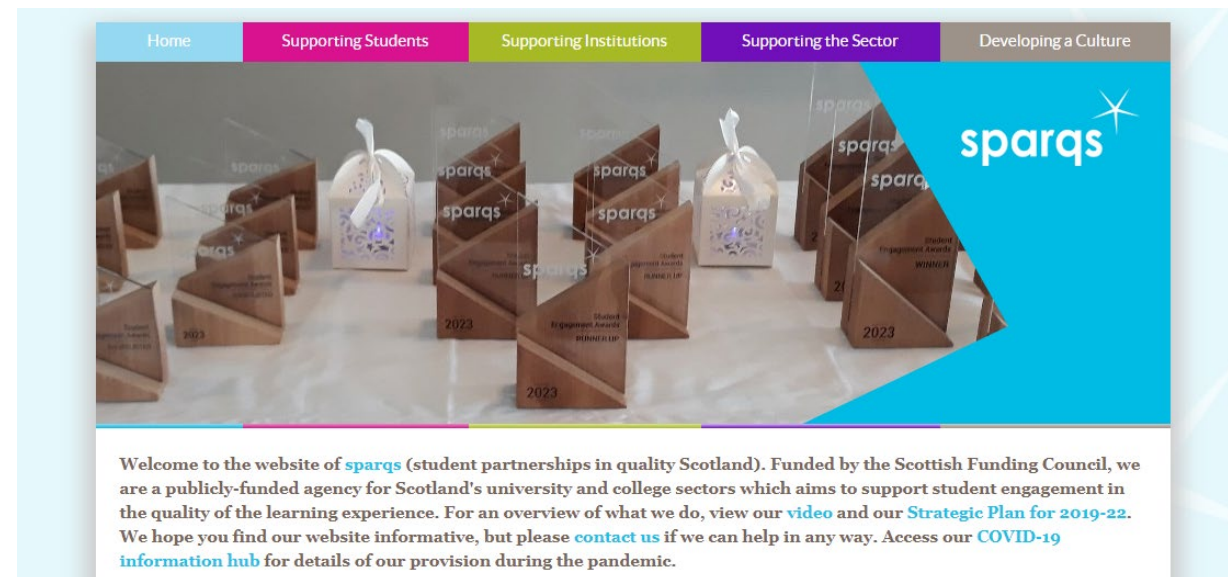 Home
Supporting Students
Supporting Institutions
Supporting the Sector
Developing a Culture
sparqs
sparqs
sparqs
sparqs
sparqs
sparqs
sparqs
sparqs
sparqs
Student
Engagement Awards
WINNER
2023
2023
2023
Student
Engagement Awards
RUNNER UP
2023
Welcome to the website of sparqs (student partnerships in quality Scotland). Funded by the Scottish Funding Council, we
are a publicly-funded agency for Scotland's university and college sectors which aims to support student engagement in
the quality of the learning experience. For an overview of what we do, view our video and our Strategic Plan for 2019-22.
We hope you find our website informative, but please contact us if we can help in any way. Access our COVID-19
information hub for details of our provision during the pandemic.